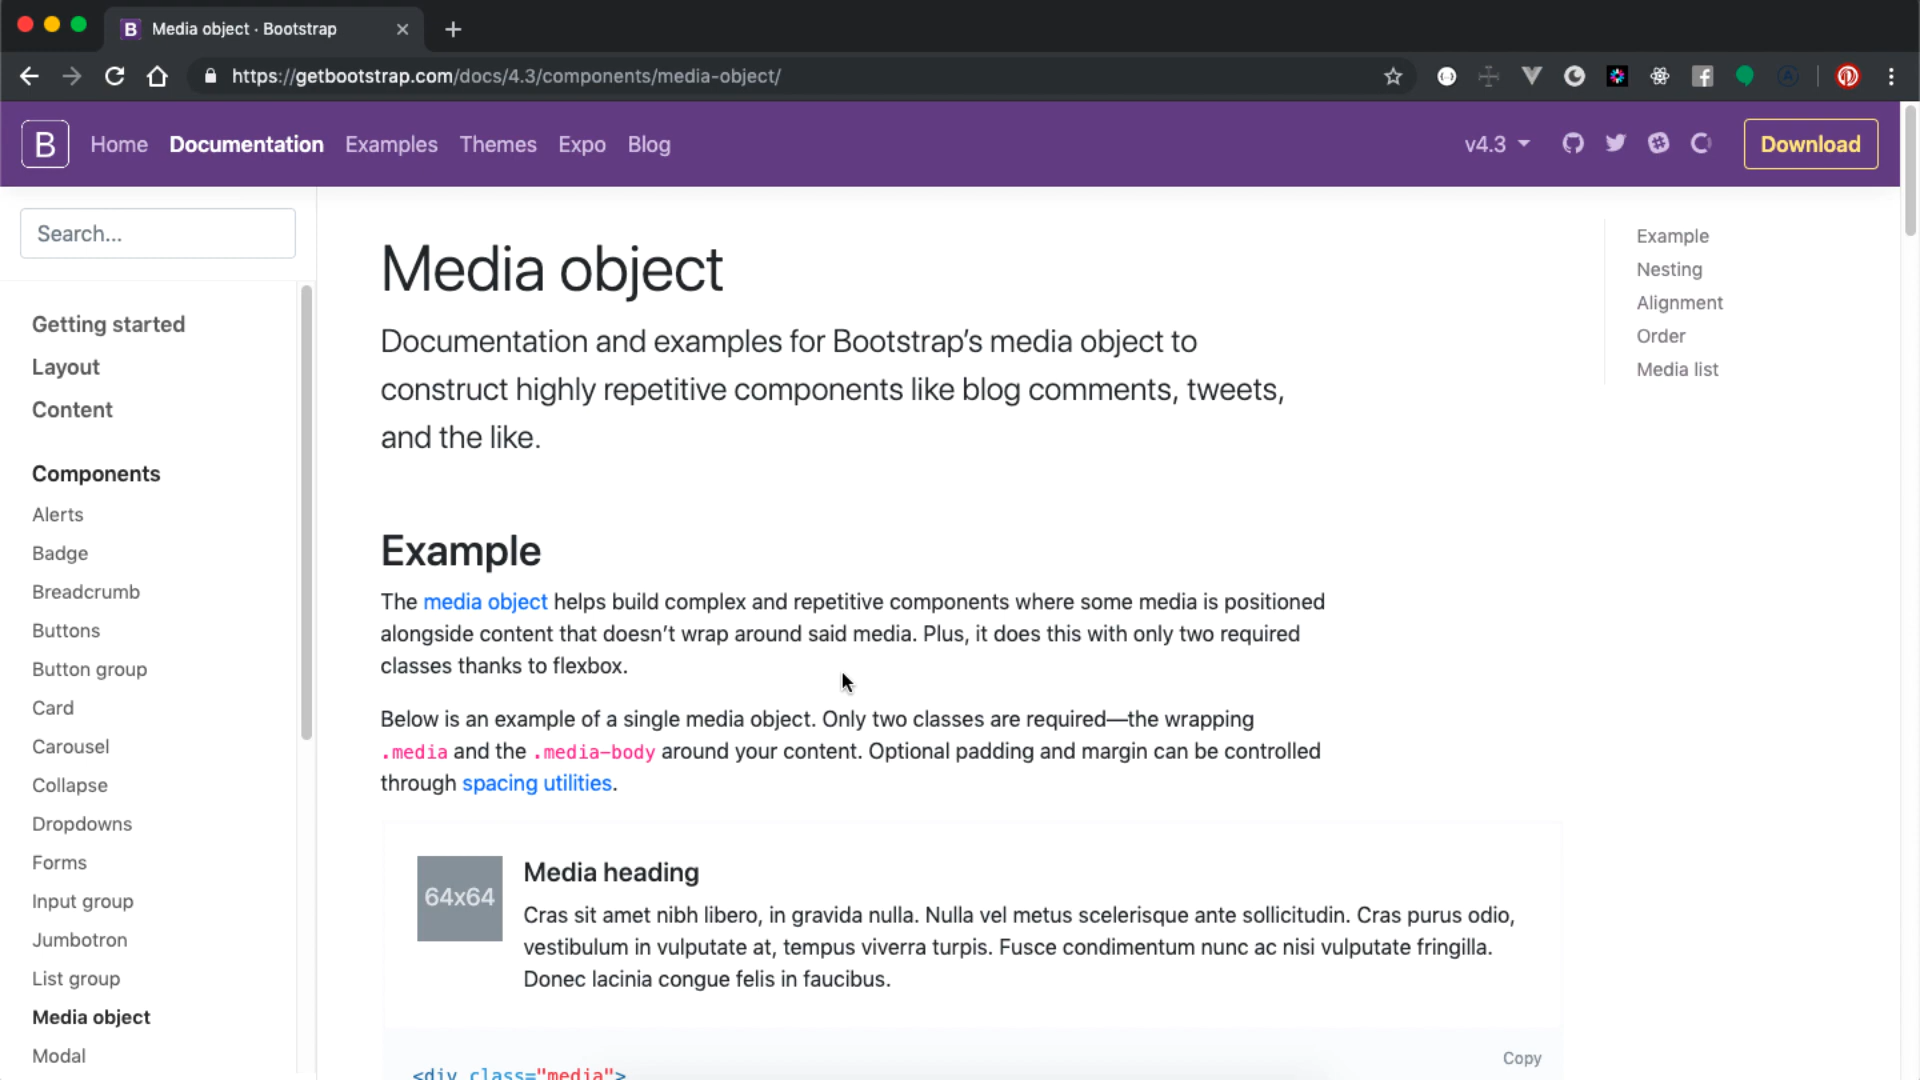 Media object · Bootstrap
https://getbootstrap.com/docs/4.3/components/media-object/
B Home Documentation Examples Themes Expo Blog v4.3 Download
Search...
Getting started
Layout
Content
Components
Alerts
Badge
Breadcrumb
Buttons
Button group
Card
Carousel
Collapse
Dropdowns
Forms
Input group
Jumbotron
List group
Media object
Modal
Media object
Documentation and examples for Bootstrap’s media object to
construct highly repetitive components like blog comments, tweets,
and the like.
Example
The media object helps build complex and repetitive components where some media is positioned
alongside content that doesn’t wrap around said media. Plus, it does this with only two required
classes thanks to flexbox.
Below is an example of a single media object. Only two classes are required—the wrapping
.media and the .media-body around your content. Optional padding and margin can be controlled
through spacing utilities.
64x64
Media heading
Cras sit amet nibh libero, in gravida nulla. Nulla vel metus scelerisque ante sollicitudin. Cras purus odio,
vestibulum in vulputate at, tempus viverra turpis. Fusce condimentum nunc ac nisi vulputate fringilla.
Donec lacinia congue felis in faucibus.
Copy
<div class="media">
Example
Nesting
Alignment
Order
Media list